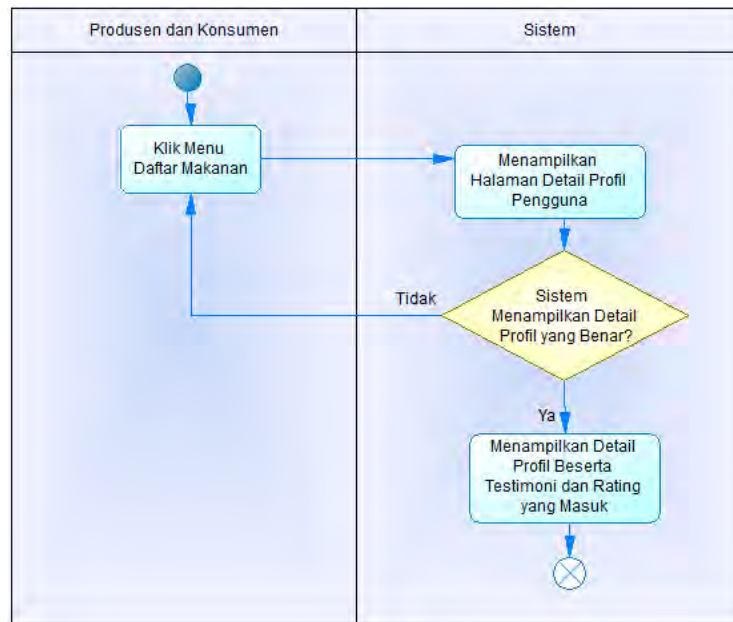 Produsen dan Konsumen
Sistem
Klik Menu
Daftar Makanan
Menampilkan
Halaman Detail Profil
Pengguna
Tidak
Sistem
Menampilkan Detail
Profil yang Benar?
Ya
Menampilkan Detail
Profil Beserta
Testimoni dan Rating
yang Masuk